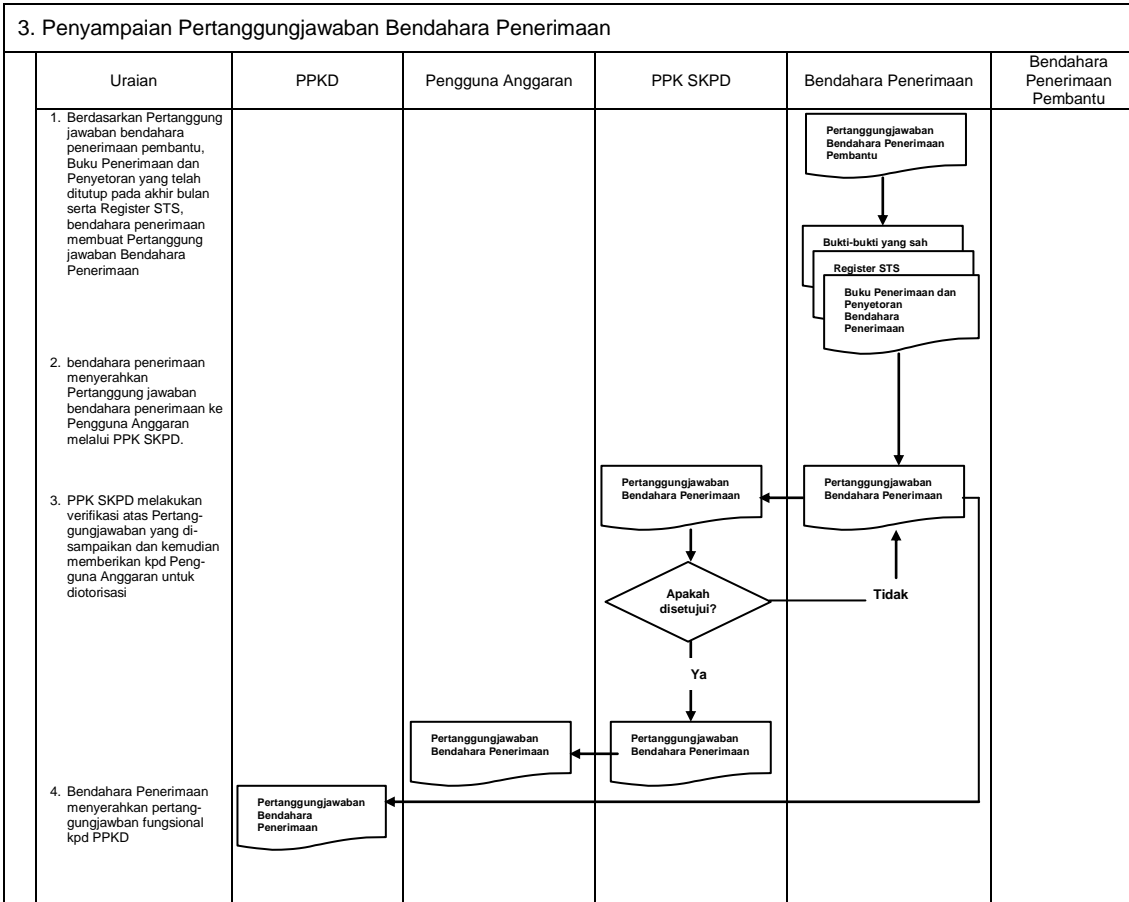 3. Penyampaian Pertanggungjawaban Bendahara Penerimaan
Uraian
PPKD
Pengguna Anggaran
PPK SKPD
Bendahara Penerimaan
Bendahara
Penerimaan
Pembantu
1. Berdasarkan Pertanggung
jawaban bendahara
penerimaan pembantu,
Buku Penerimaan dan
Penyetoran yang telah
ditutup pada akhir bulan
serta Register STS,
bendahara penerimaan
membuat Pertanggung
jawaban Bendahara
Penerimaan
2. bendahara penerimaan
menyerahkan
Pertanggung jawaban
bendahara penerimaan ke
Pengguna Anggaran
melalui PPK SKPD.
3. PPK SKPD melakukan
verifikasi atas Pertang-
gungjawaban yang di-
sampaikan dan kemudian
memberikan kpd Peng-
guna Anggaran untuk
diotorisasi
4. Bendahara Penerimaan
menyerahkan pertang-
gungjawban fungsional
kpd PPKD
Pertanggungjawaban
Bendahara Penerimaan
Pembantu
Bukti-bukti yang sah
Register STS
Buku Penerimaan dan
Penyetoran
Bendahara
Penerimaan
Pertanggungjawaban
Bendahara Penerimaan
Pertanggungjawaban
Bendahara Penerimaan
Apakah
disetujui?
Tidak
Ya
Pertanggungjawaban
Bendahara Penerimaan
Pertanggungjawaban
Bendahara Penerimaan
Pertanggungjawaban
Bendahara
Penerimaan